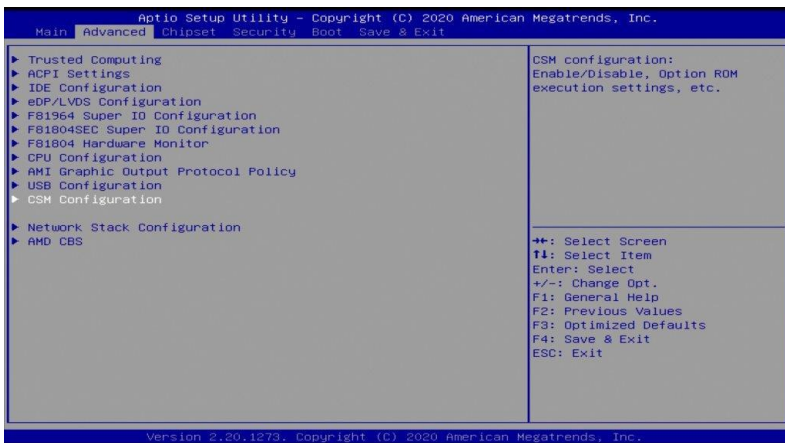 Aptio Setup Utility – Copyright (C) 2020 American Megatrends, Inc.
Main Advanced Chipset Security Boot Save & Exit
▶ Trusted Computing
▶ ACPI Settings
▶ IDE Configuration
▶ eDP/LVDS Configuration
▶ F81964 Super IO Configuration
▶ F81804SEC Super IO Configuration
▶ F81804 Hardware Monitor
▶ CPU Configuration
▶ AMI Graphic Output Protocol Policy
▶ USB Configuration
▶ CSM Configuration
▶ Network Stack Configuration
▶ AMD CBS
CSM configuration:
Enable/Disable, Option ROM
execution settings, etc.
→←: Select Screen
↑↓: Select Item
Enter: Select
+/-: Change Opt.
F1: General Help
F2: Previous Values
F3: Optimized Defaults
F4: Save & Exit
ESC: Exit
Version 2.20.1273. Copyright (C) 2020 American Megatrends, Inc.